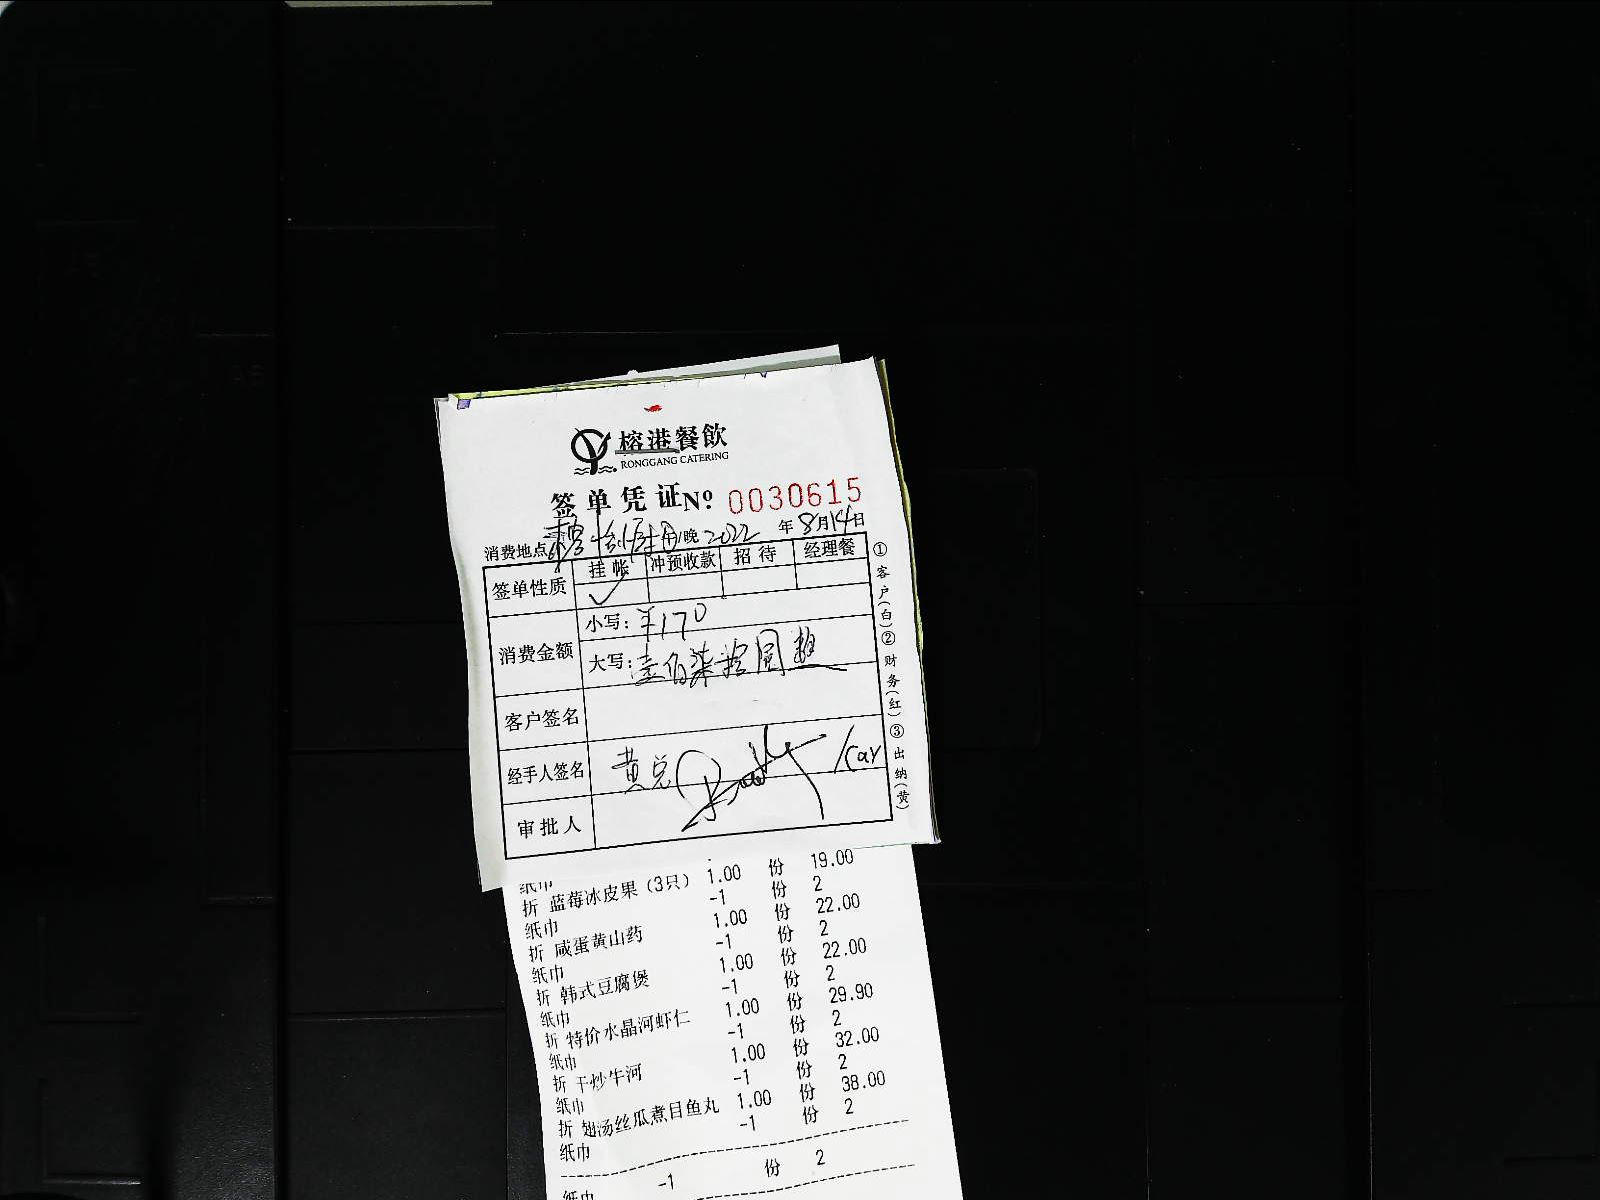 榕港餐飲
RONGGANG CATERING
签单凭证No 0030615
消费地点 晚 2022 年 8月14日
签单性质 挂帐 冲预收款 招待 经理餐
✓
消费金额 小写: ¥170
大写: 壹佰柒拾圆整
客户签名
经手人签名 黄总
审批人
①客户(白)②财务(红)③出纳(黄)
纸巾
折 蓝莓冰皮果(3只) 1.00 份 19.00
纸巾 -1 份 2
折 咸蛋黄山药 1.00 份 22.00
纸巾 -1 份 2
折 韩式豆腐煲 1.00 份 22.00
纸巾 -1 份 2
折 特价水晶河虾仁 1.00 份 29.90
纸巾 -1 份 2
折 干炒牛河 1.00 份 32.00
纸巾 -1 份 2
折 翅汤丝瓜煮目鱼丸 1.00 份 38.00
纸巾 -1 份 2
纸巾 -1 份 2